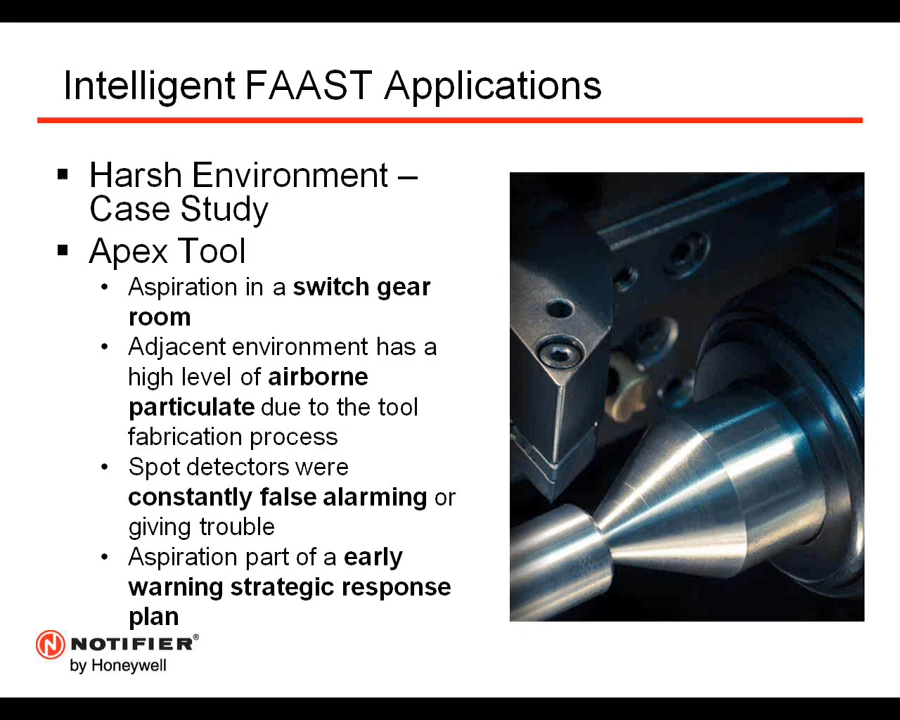 Intelligent FAAST Applications
▪ Harsh Environment –
Case Study
▪ Apex Tool
• Aspiration in a switch gear
room
• Adjacent environment has a
high level of airborne
particulate due to the tool
fabrication process
• Spot detectors were
constantly false alarming or
giving trouble
• Aspiration part of a early
warning strategic response
plan
NOTIFIER®
by Honeywell